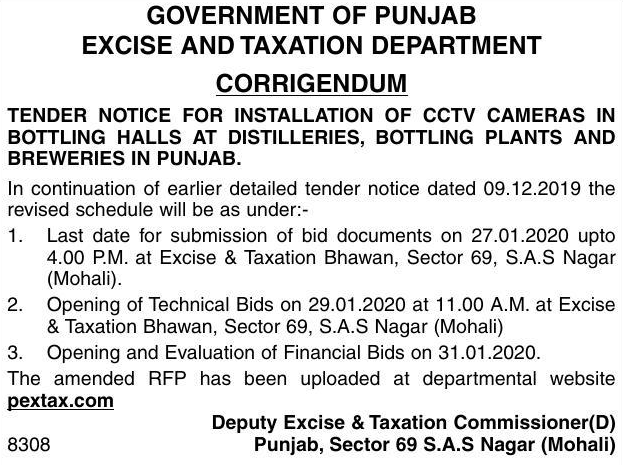 GOVERNMENT OF PUNJAB
EXCISE AND TAXATION DEPARTMENT
CORRIGENDUM
TENDER NOTICE FOR INSTALLATION OF CCTV CAMERAS IN
BOTTLING HALLS AT DISTILLERIES, BOTTLING PLANTS AND
BREWERIES IN PUNJAB.
In continuation of earlier detailed tender notice dated 09.12.2019 the
revised schedule will be as under:-
1. Last date for submission of bid documents on 27.01.2020 upto
4.00 P.M. at Excise & Taxation Bhawan, Sector 69, S.A.S Nagar
(Mohali).
2. Opening of Technical Bids on 29.01.2020 at 11.00 A.M. at Excise
& Taxation Bhawan, Sector 69, S.A.S Nagar (Mohali)
3. Opening and Evaluation of Financial Bids on 31.01.2020.
The amended RFP has been uploaded at departmental website
pextax.com
Deputy Excise & Taxation Commissioner(D)
8308 Punjab, Sector 69 S.A.S Nagar (Mohali)